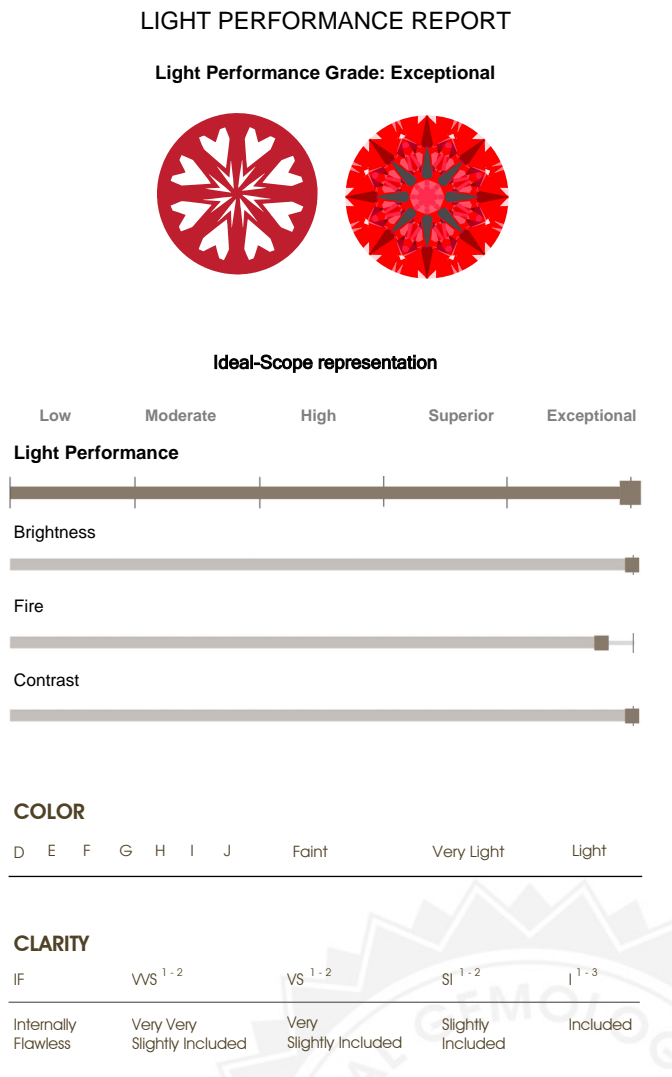 LIGHT PERFORMANCE REPORT
Light Performance Grade: Exceptional
Ideal-Scope representation
Low Moderate High Superior Exceptional
Light Performance
Brightness
Fire
Contrast
COLOR
D E F G H I J Faint Very Light Light
CLARITY
IF VVS 1 - 2 VS 1 - 2 SI 1 - 2 I 1 - 3
Internally Very Very Very Slightly Included
Flawless Slightly Included Slightly Included Included
GEMOLOG